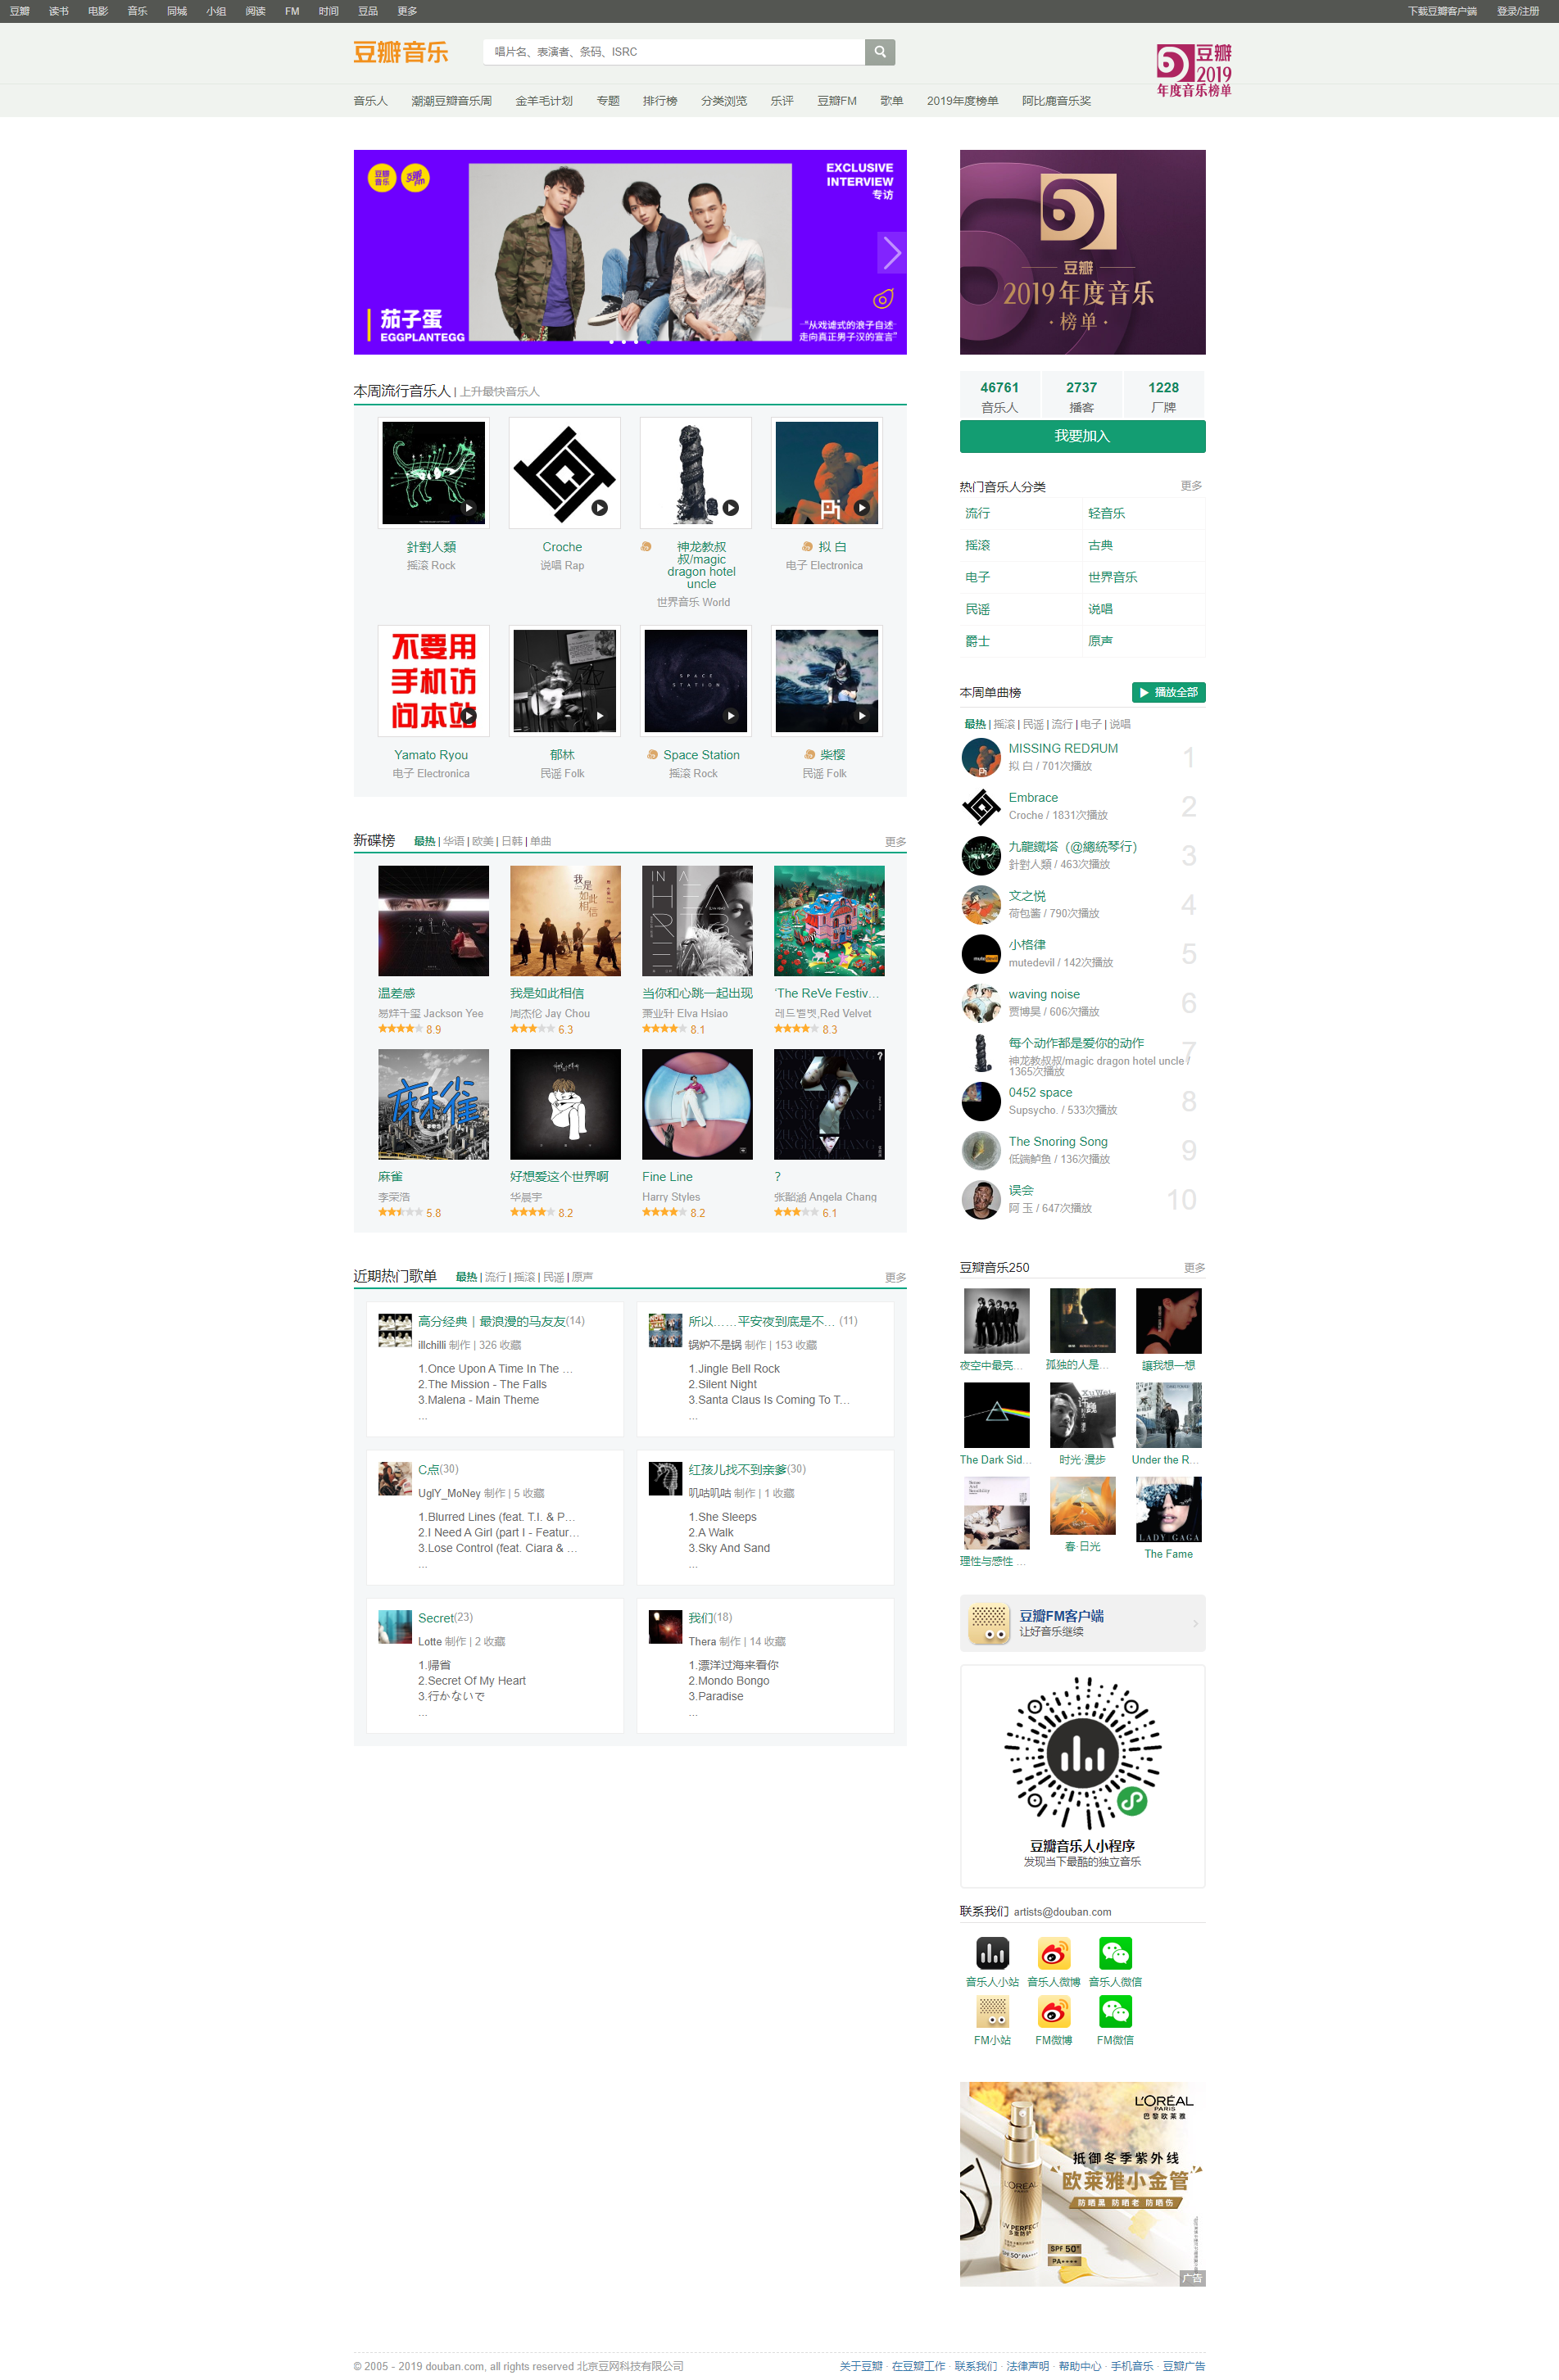 豆瓣 读书 电影 音乐 同城 小组 阅读 FM 时间 豆品 更多
下载豆瓣客户端 登录/注册
豆瓣音乐
唱片名、表演者、条码、ISRC
豆瓣
2019
年度音乐榜单
音乐人 潮潮豆瓣音乐周 金羊毛计划 专题 排行榜 分类浏览 乐评 豆瓣FM 歌单 2019年度榜单 阿比鹿音乐奖
豆瓣
音乐
豆瓣
FM
EXCLUSIVE
INTERVIEW
专访
茄子蛋
EGGPLANTEGG
“从戏谑式的浪子自述
走向真正男子汉的宣言”
本周流行音乐人 | 上升最快音乐人
針對人類
摇滚 Rock
Croche
说唱 Rap
神龙教叔
叔/magic
dragon hotel
uncle
世界音乐 World
拟 白
电子 Electronica
不要用
手机访
问本站
SPACE
STATION
Yamato Ryou
电子 Electronica
郁林
民谣 Folk
Space Station
摇滚 Rock
柴樱
民谣 Folk
新碟榜 最热 | 华语 | 欧美 | 日韩 | 单曲 更多
温差感
易烊千玺 Jackson Yee
8.9
我是如此相信
周杰伦 Jay Chou
6.3
当你和心跳一起出现
萧亚轩 Elva Hsiao
8.1
‘The ReVe Festiv…
레드벨벳,Red Velvet
8.3
麻雀
李荣浩
5.8
好想爱这个世界啊
华晨宇
8.2
Fine Line
Harry Styles
8.2
?
张韶涵 Angela Chang
6.1
近期热门歌单 最热 | 流行 | 摇滚 | 民谣 | 原声 更多
高分经典｜最浪漫的马友友(14)
illchilli 制作 | 326 收藏
1.Once Upon A Time In The …
2.The Mission - The Falls
3.Malena - Main Theme
...
所以……平安夜到底是不… (11)
锅炉不是锅 制作 | 153 收藏
1.Jingle Bell Rock
2.Silent Night
3.Santa Claus Is Coming To T…
...
C点(30)
UglY_MoNey 制作 | 5 收藏
1.Blurred Lines (feat. T.I. & P…
2.I Need A Girl (part I - Featur…
3.Lose Control (feat. Ciara & …
...
红孩儿找不到亲爹(30)
叽咕叽咕 制作 | 1 收藏
1.She Sleeps
2.A Walk
3.Sky And Sand
...
Secret(23)
Lotte 制作 | 2 收藏
1.帰省
2.Secret Of My Heart
3.行かないで
...
我们(18)
Thera 制作 | 14 收藏
1.漂洋过海来看你
2.Mondo Bongo
3.Paradise
...
豆瓣
2019年度音乐
·榜单·
46761 2737 1228
音乐人 播客 厂牌
我要加入
热门音乐人分类 更多
流行 轻音乐
摇滚 古典
电子 世界音乐
民谣 说唱
爵士 原声
本周单曲榜 播放全部
最热 | 摇滚 | 民谣 | 流行 | 电子 | 说唱
MISSING REDЯUM
拟 白 / 701次播放
1
Embrace
Croche / 1831次播放
2
九龍鐵塔（@總統琴行）
針對人類 / 463次播放
3
文之悦
荷包酱 / 790次播放
4
小格律
mutedevil / 142次播放
5
waving noise
贾博昊 / 606次播放
6
每个动作都是爱你的动作
神龙教叔叔/magic dragon hotel uncle /
1365次播放
7
0452 space
Supsycho. / 533次播放
8
The Snoring Song
低端鲈鱼 / 136次播放
9
误会
阿 玉 / 647次播放
10
豆瓣音乐250 更多
夜空中最亮… 孤独的人是… 讓我想一想
The Dark Sid… 时光·漫步 Under the R…
LADY GAGA
理性与感性 … 春·日光 The Fame
豆瓣FM客户端
让好音乐继续
豆瓣音乐人小程序
发现当下最酷的独立音乐
联系我们 artists@douban.com
音乐人小站 音乐人微博 音乐人微信
FM小站 FM微博 FM微信
L'ORÉAL
PARIS
巴黎欧莱雅
抵御冬季紫外线
欧莱雅小金管
防晒黑 防晒老 防晒伤
L'ORÉAL
UV PERFECT
多重防护
SPF 50+ PA++++
SPF 50+
PA++++
广告
© 2005 - 2019 douban.com, all rights reserved 北京豆网科技有限公司
关于豆瓣 · 在豆瓣工作 · 联系我们 · 法律声明 · 帮助中心 · 手机音乐 · 豆瓣广告